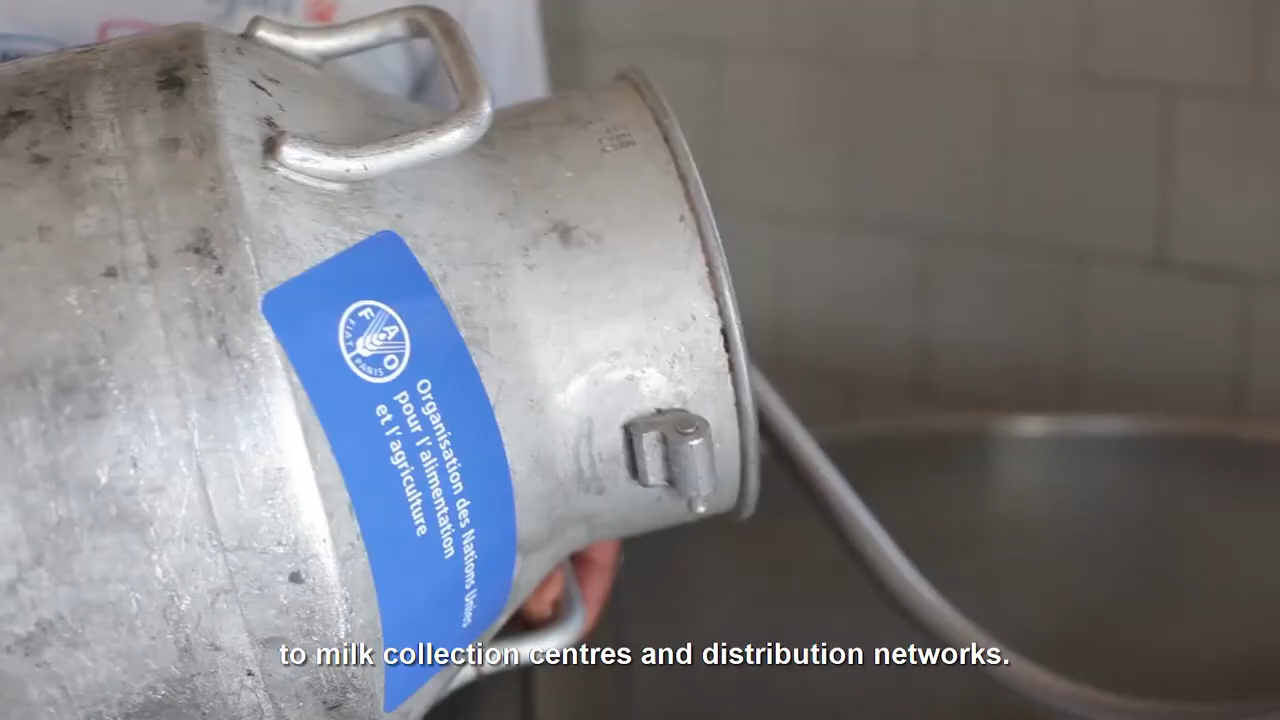 FAO
FIAT PANIS
Organisation des Nations Unies
pour l'alimentation
et l'agriculture
to milk collection centres and distribution networks.